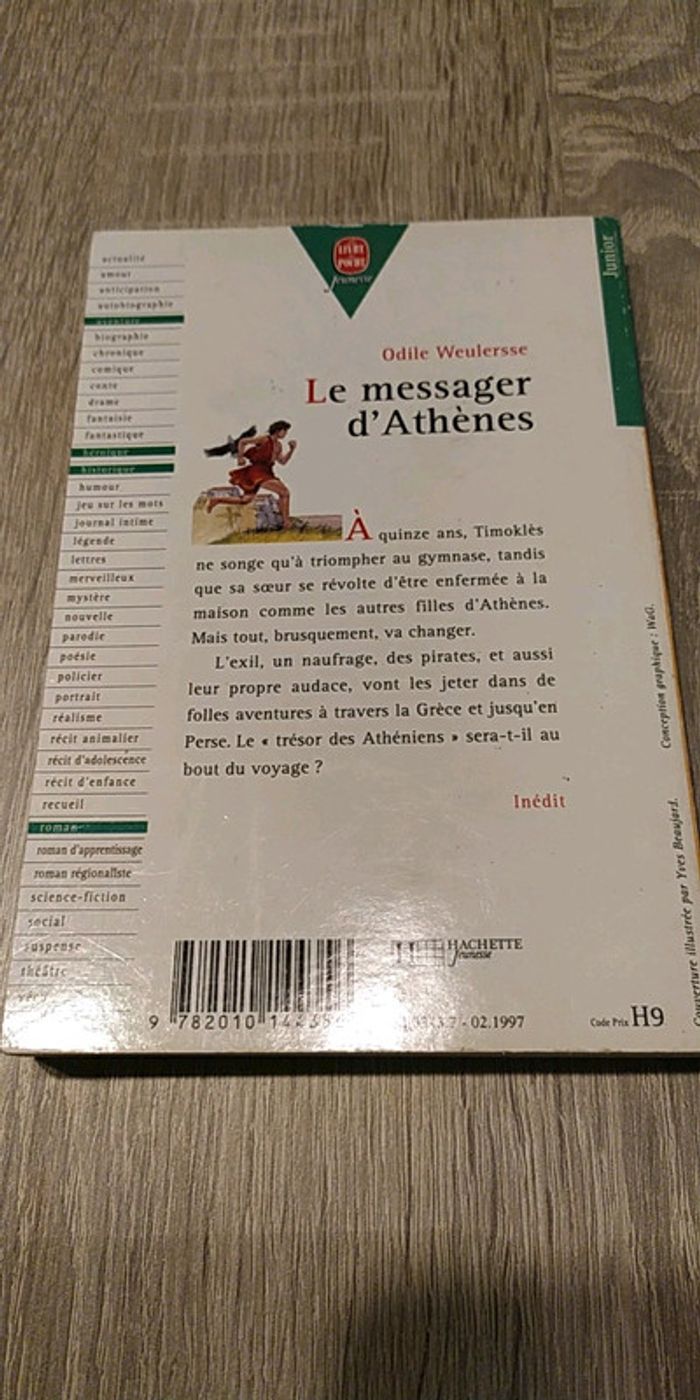 LIVRE
DE
POCHE
Jeunesse
Junior
actualité
amour
anticipation
autobiographie
aventure
biographie
chronique
comique
conte
drame
fantaisie
fantastique
héroïque
historique
humour
jeu sur les mots
journal intime
légende
lettres
merveilleux
mystère
nouvelle
parodie
poésie
policier
portrait
réalisme
récit animalier
récit d'adolescence
récit d'enfance
recueil
roman
roman d'apprentissage
roman régionaliste
science-fiction
social
suspense
théâtre
Odile Weulersse
Le messager
d'Athènes
À quinze ans, Timoklès
ne songe qu'à triompher au gymnase, tandis
que sa sœur se révolte d'être enfermée à la
maison comme les autres filles d'Athènes.
Mais tout, brusquement, va changer.
L'exil, un naufrage, des pirates, et aussi
leur propre audace, vont les jeter dans de
folles aventures à travers la Grèce et jusqu'en
Perse. Le « trésor des Athéniens » sera-t-il au
bout du voyage ?
Inédit
HACHETTE
Jeunesse
9 782010
- 02.1997
Code Prix H9
Conception graphique : WaG.
Couverture illustrée par Yves Beaujard.